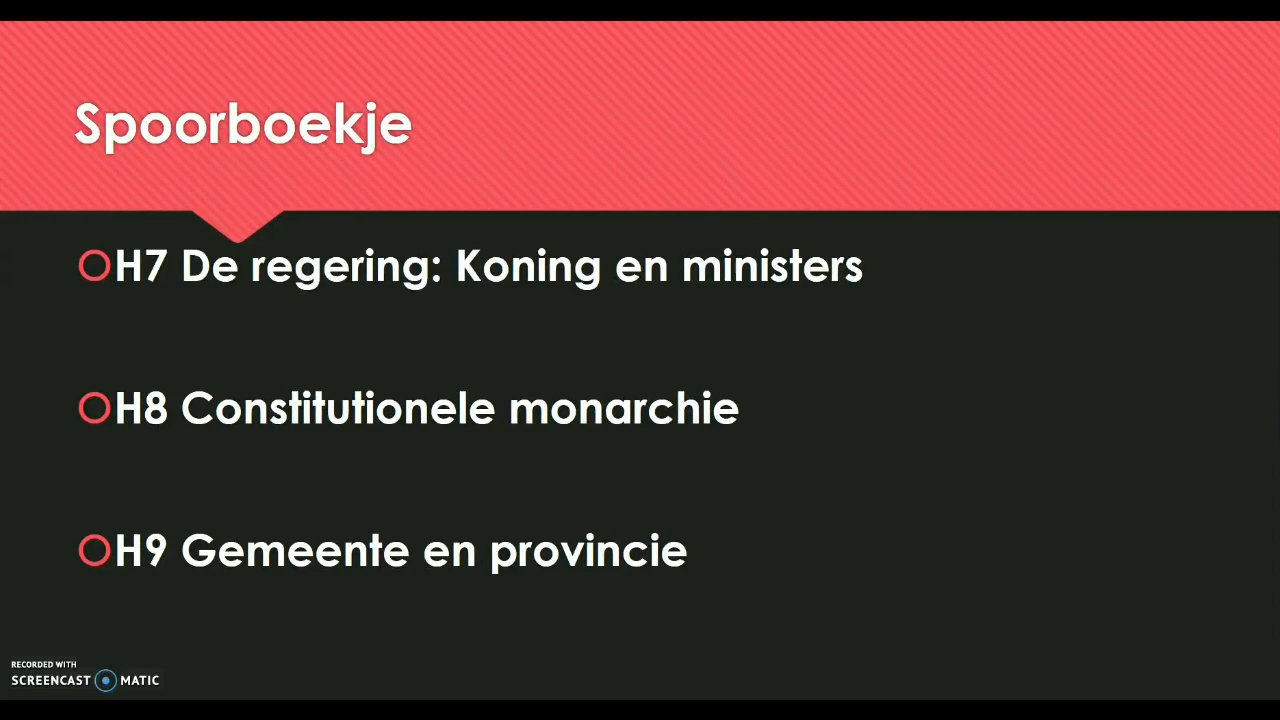 Spoorboekje
H7 De regering: Koning en ministers
H8 Constitutionele monarchie
H9 Gemeente en provincie
RECORDED WITH
SCREENCAST MATIC